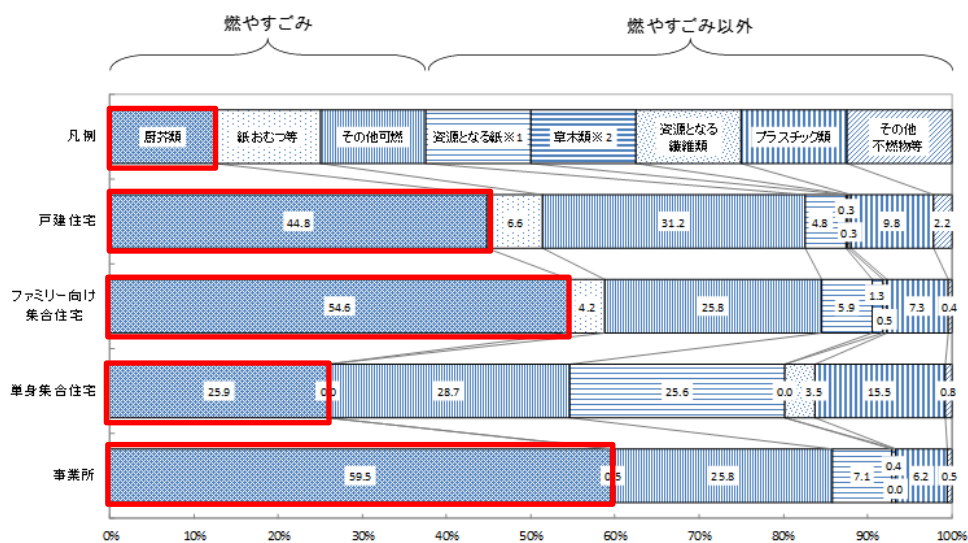 燃やすごみ
燃やすごみ以外
凡例
厨芥類
紙おむつ等
その他可燃
資源となる紙※1
草木類※2
資源となる
繊維類
プラスチック類
その他
不燃物等
戸建住宅
44.8
6.6
31.2
4.8
0.3
0.3
9.8
2.2
ファミリー向け
集合住宅
54.6
4.2
25.8
5.9
1.3
0.5
7.3
0.4
単身集合住宅
25.9
0.0
28.7
25.6
0.0
3.5
15.5
0.8
事業所
59.5
0.5
25.8
7.1
0.4
0.0
6.2
0.5
0%
10%
20%
30%
40%
50%
60%
70%
80%
90%
100%